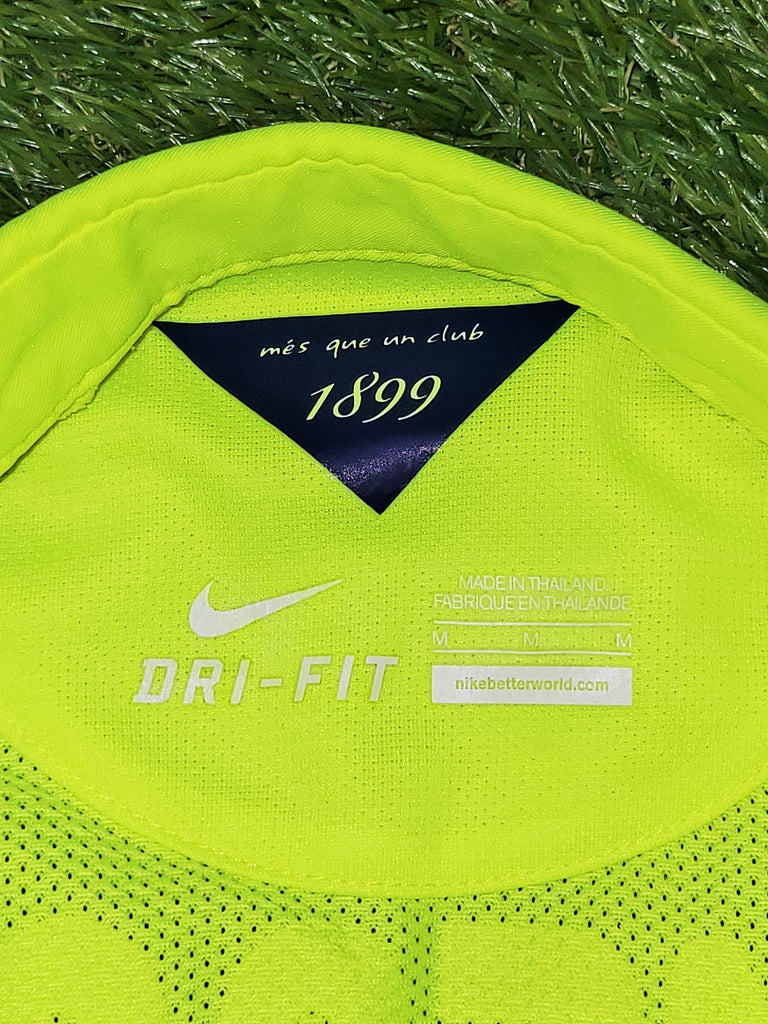 més que un club
1899
DRI-FIT
MADE IN THAILAND
FABRIQUE EN THAILANDE
M M M
nikebetterworld.com